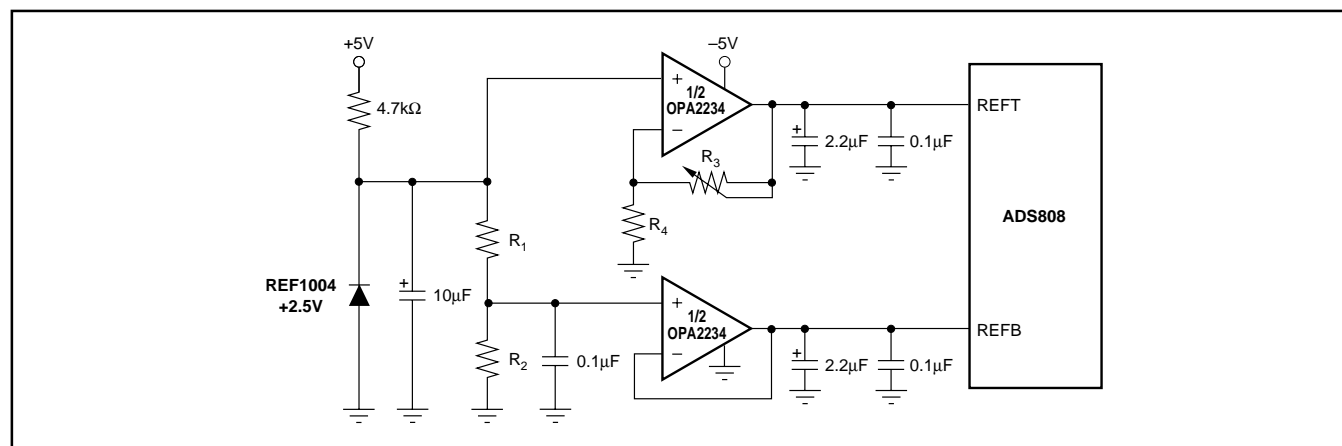 +5V
4.7kΩ
–5V
+
1/2
OPA2234
–
R3
R4
+
2.2µF
0.1µF
REFT
ADS808
REF1004
+2.5V
+
10µF
R1
R2
0.1µF
+
1/2
OPA2234
–
+
2.2µF
0.1µF
REFB